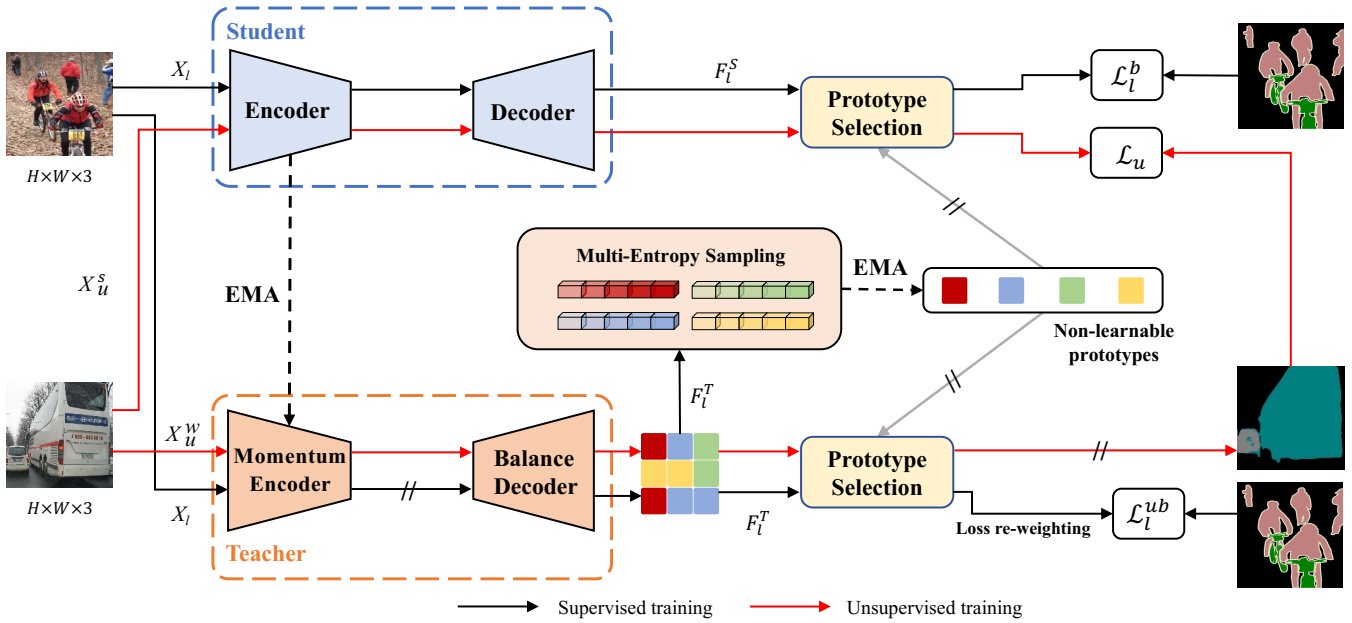 Student
X_l
Encoder
Decoder
F_l^S
Prototype
Selection
ℒ_l^b
ℒ_u
H×W×3
X_u^s
EMA
Multi-Entropy Sampling
EMA
Non-learnable
prototypes
F_l^T
X_u^w
Momentum
Encoder
Balance
Decoder
Prototype
Selection
H×W×3
X_l
F_l^T
Loss re-weighting
ℒ_l^{ub}
Teacher
Supervised training
Unsupervised training